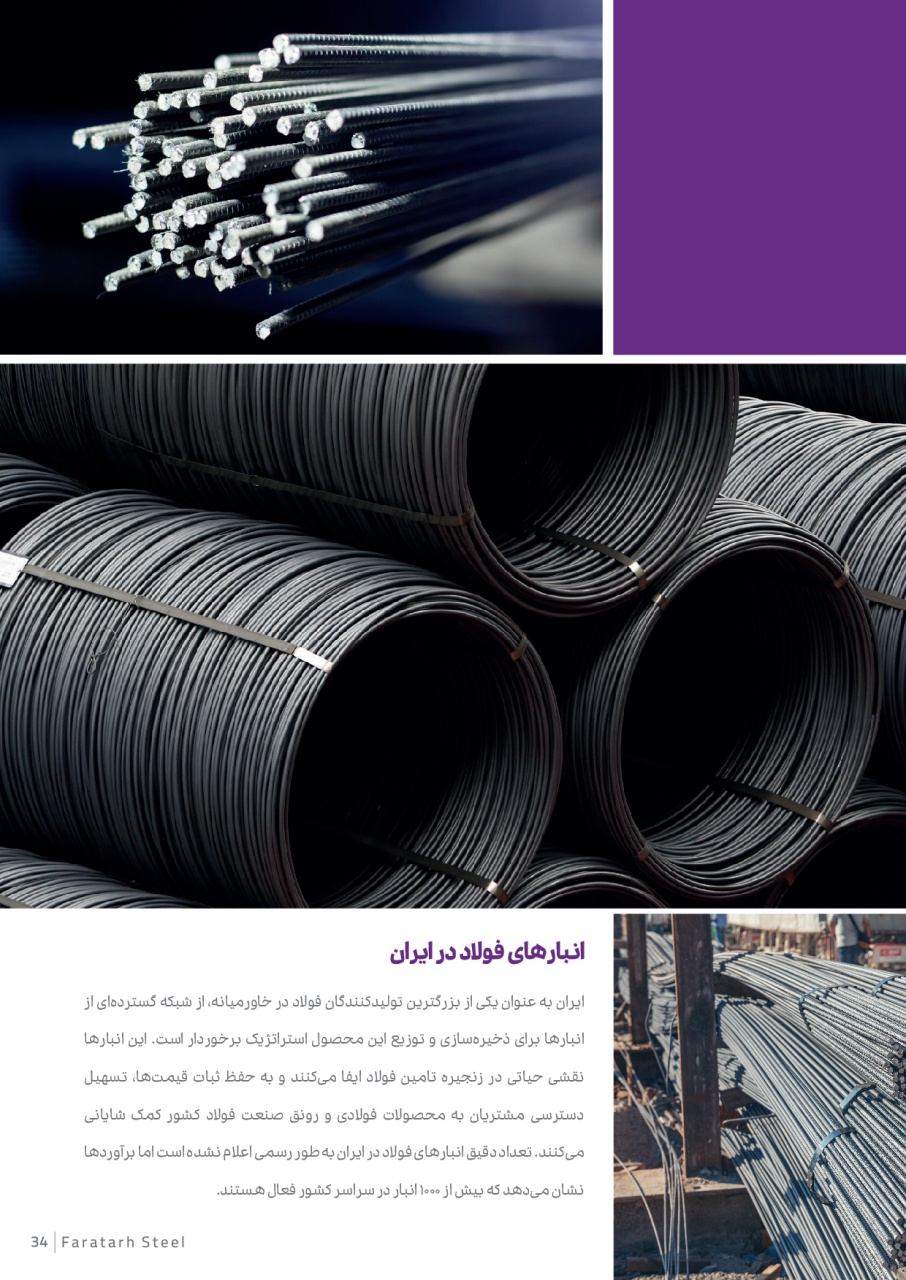 انبارهای فولاد در ایران
ایران به عنوان یکی از بزرگترین تولیدکنندگان فولاد در خاورمیانه، از شبکه گسترده‌ای از
انبارها برای ذخیره‌سازی و توزیع این محصول استراتژیک برخوردار است. این انبارها
نقشی حیاتی در زنجیره تامین فولاد ایفا می‌کنند و به حفظ ثبات قیمت‌ها، تسهیل
دسترسی مشتریان به محصولات فولادی و رونق صنعت فولاد کشور کمک شایانی
می‌کنند. تعداد دقیق انبارهای فولاد در ایران به طور رسمی اعلام نشده است اما برآوردها
نشان می‌دهد که بیش از ۱۰۰۰ انبار در سراسر کشور فعال هستند.
34 | Faratarh Steel